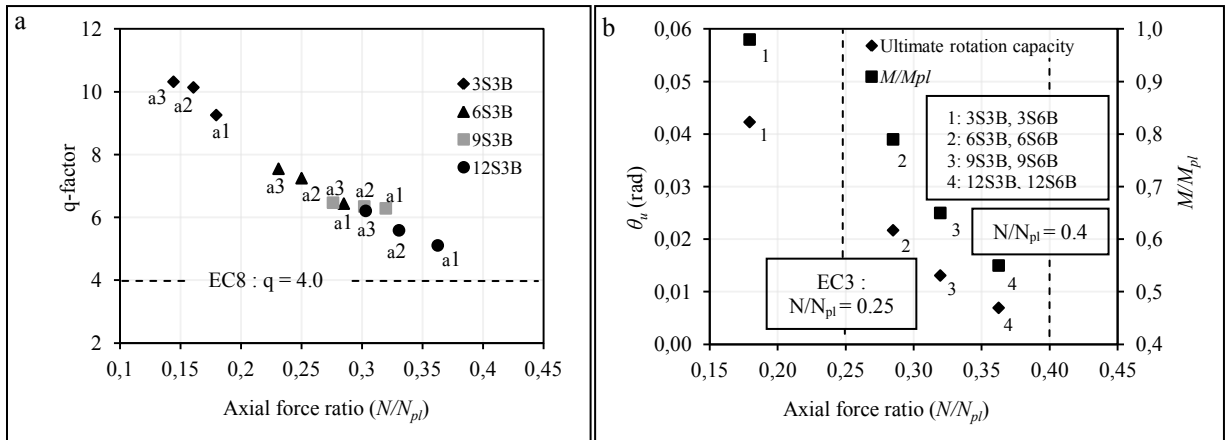 a
12
10
8
6
4
2
q-factor
3S3B
6S3B
9S3B
12S3B
a3
a2
a1
a3
a2
a1
a3
a2
a1
a3
a2
a1
EC8 : q = 4.0
0,1
0,15
0,2
0,25
0,3
0,35
0,4
0,45
Axial force ratio (N/Npl)
b
0,06
0,05
0,04
0,03
0,02
0,01
0,00
θu (rad)
Ultimate rotation capacity
M/Mpl
1
1
2
2
3
3
4
4
1: 3S3B, 3S6B
2: 6S3B, 6S6B
3: 9S3B, 9S6B
4: 12S3B, 12S6B
N/Npl = 0.4
EC3 :
N/Npl = 0.25
1,0
0,9
0,8
0,7
0,6
0,5
0,4
M/Mpl
0,15
0,20
0,25
0,30
0,35
0,40
0,45
Axial force ratio (N/Npl)